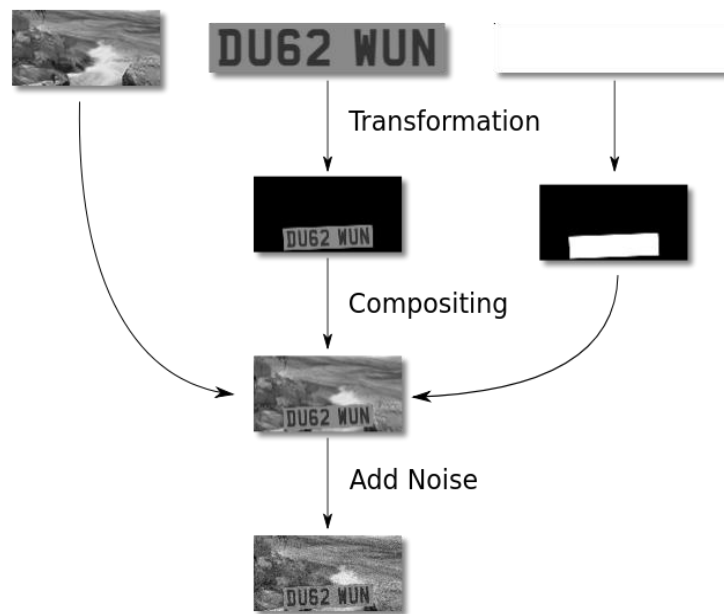 DU62 WUN
Transformation
DU62 WUN
Compositing
DU62 WUN
Add Noise
DU62 WUN